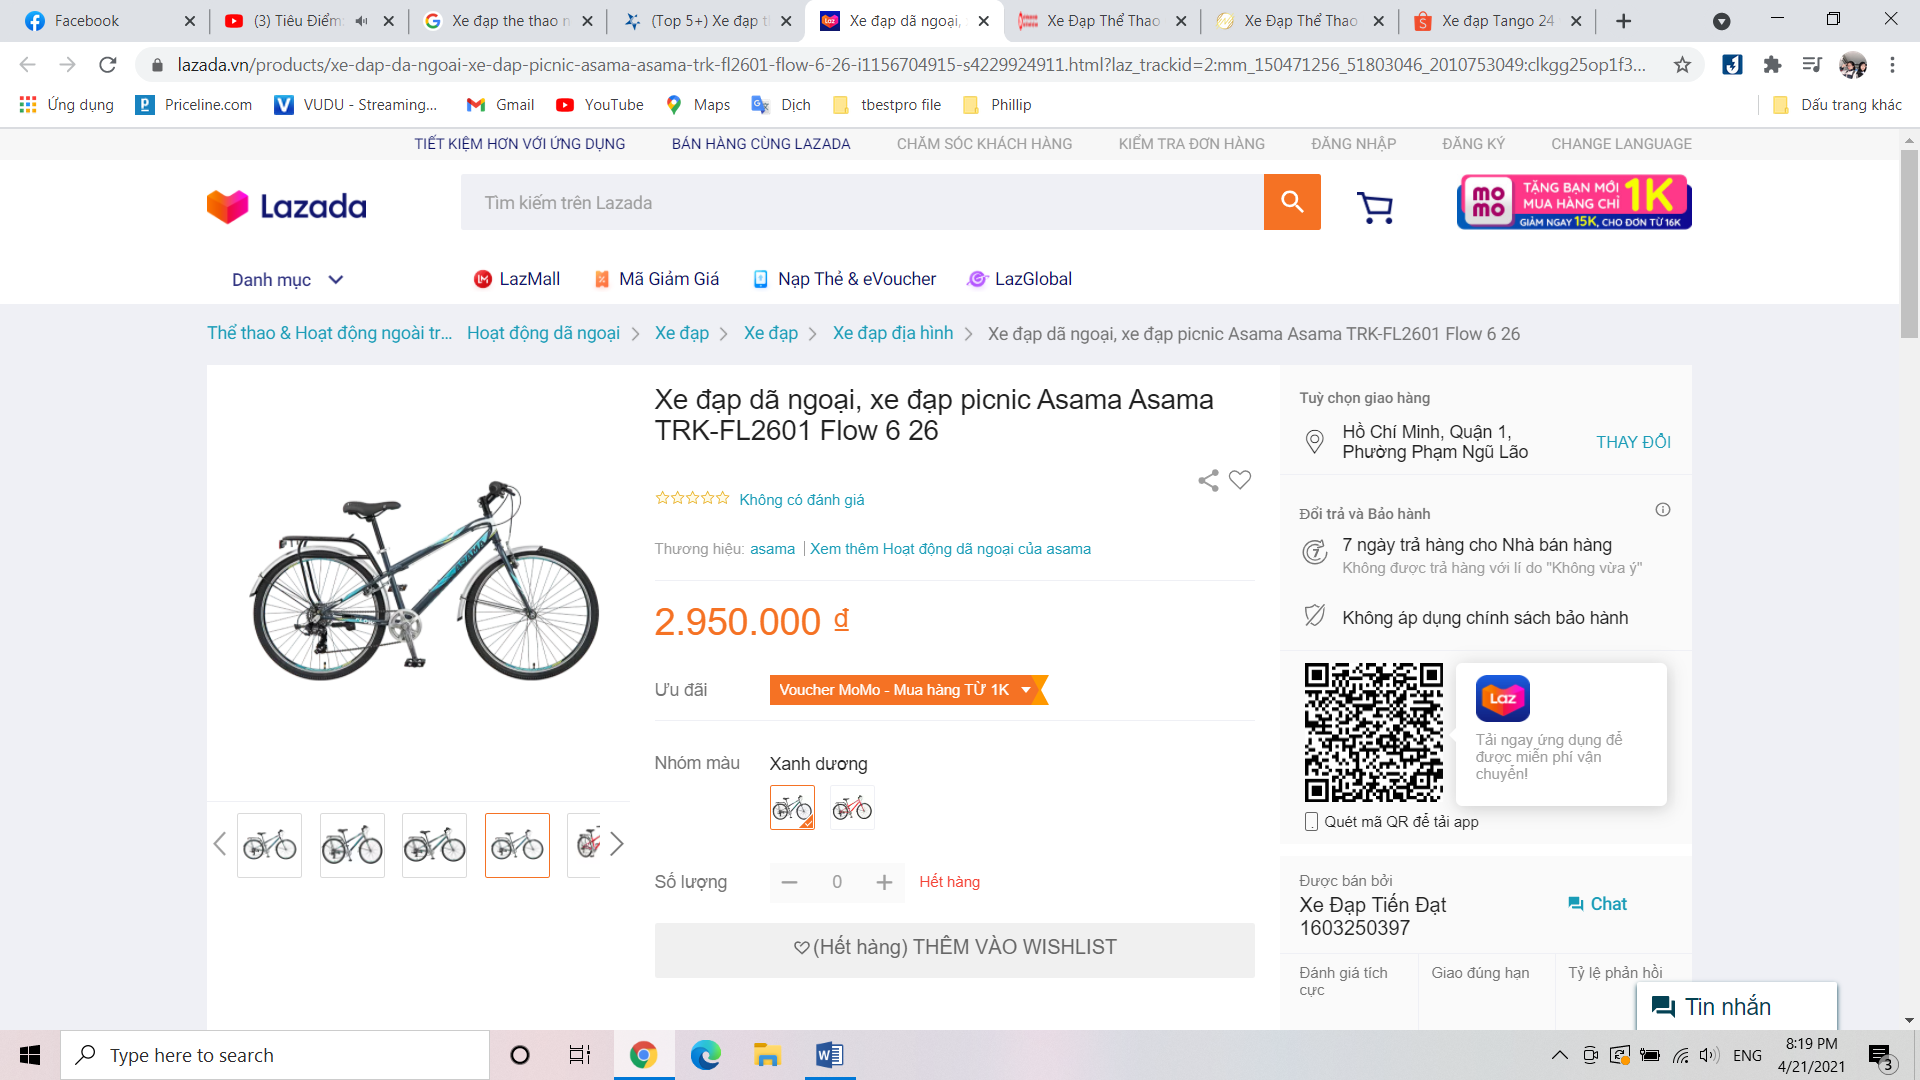 Facebook
(3) Tiêu Điểm:
Xe đạp the thao n
(Top 5+) Xe đạp t
Xe đạp dã ngoại,
Xe Đạp Thể Thao
Xe Đạp Thể Thao
Xe đạp Tango 24
lazada.vn/products/xe-dap-da-ngoai-xe-dap-picnic-asama-asama-trk-fl2601-flow-6-26-i1156704915-s4229924911.html?laz_trackid=2:mm_150471256_51803046_2010753049:clkgg25op1f3...
Ứng dụng
Priceline.com
VUDU - Streaming...
Gmail
YouTube
Maps
Dịch
tbestpro file
Phillip
Dấu trang khác
TIẾT KIỆM HƠN VỚI ỨNG DỤNG
BÁN HÀNG CÙNG LAZADA
CHĂM SÓC KHÁCH HÀNG
KIỂM TRA ĐƠN HÀNG
ĐĂNG NHẬP
ĐĂNG KÝ
CHANGE LANGUAGE
Lazada
Tìm kiếm trên Lazada
mo mo
TẶNG BẠN MỚI
MUA HÀNG CHỈ 1K
GIẢM NGAY 15K, CHO ĐƠN TỪ 16K
Danh mục
LazMall
Mã Giảm Giá
Nạp Thẻ & eVoucher
LazGlobal
Thể thao & Hoạt động ngoài tr...
Hoạt động dã ngoại
Xe đạp
Xe đạp
Xe đạp địa hình
Xe đạp dã ngoại, xe đạp picnic Asama Asama TRK-FL2601 Flow 6 26
Xe đạp dã ngoại, xe đạp picnic Asama Asama
TRK-FL2601 Flow 6 26
Không có đánh giá
Thương hiệu: asama | Xem thêm Hoạt động dã ngoại của asama
2.950.000 ₫
Ưu đãi
Voucher MoMo - Mua hàng TỪ 1K
Nhóm màu
Xanh dương
Số lượng
0
Hết hàng
(Hết hàng) THÊM VÀO WISHLIST
ASAMA
FLOW
Tuỳ chọn giao hàng
Hồ Chí Minh, Quận 1,
Phường Phạm Ngũ Lão
THAY ĐỔI
Đổi trả và Bảo hành
7
7 ngày trả hàng cho Nhà bán hàng
Không được trả hàng với lí do "Không vừa ý"
Không áp dụng chính sách bảo hành
Laz
Tải ngay ứng dụng để
được miễn phí vận
chuyển!
Quét mã QR để tải app
Được bán bởi
Xe Đạp Tiến Đạt
1603250397
Chat
Đánh giá tích
cực
Giao đúng hạn
Tỷ lệ phản hồi
Tin nhắn
Type here to search
ENG
8:19 PM
4/21/2021
3